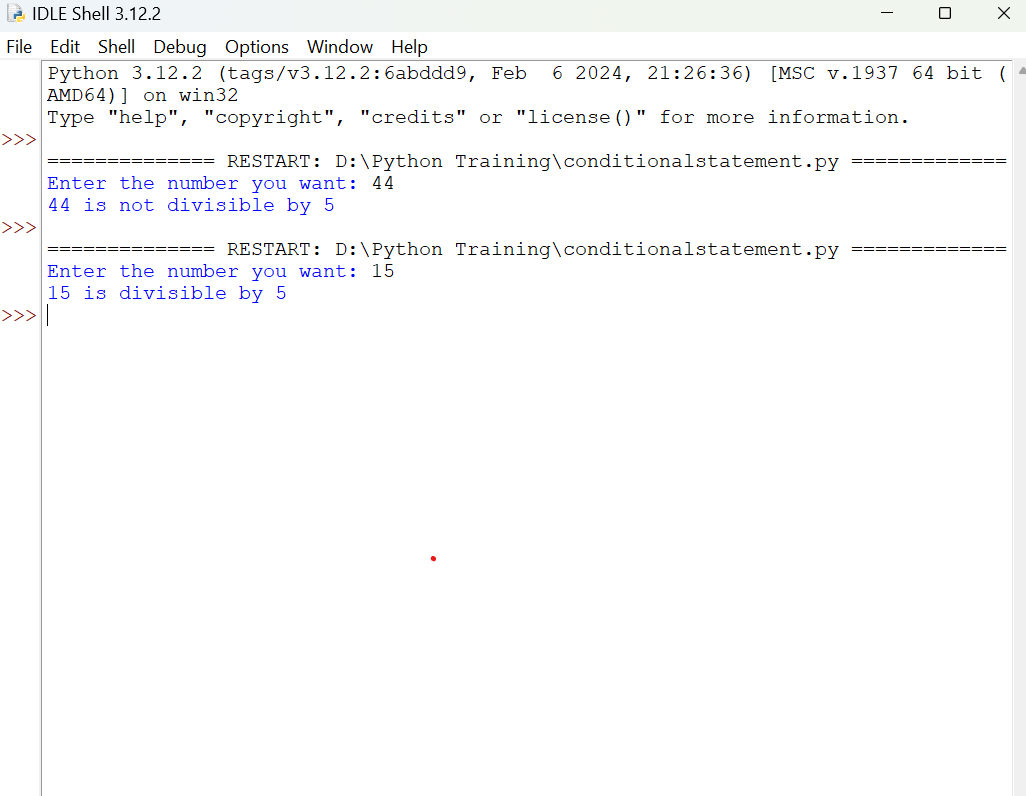 IDLE Shell 3.12.2
File Edit Shell Debug Options Window Help
Python 3.12.2 (tags/v3.12.2:6abddd9, Feb  6 2024, 21:26:36) [MSC v.1937 64 bit (
AMD64)] on win32
Type "help", "copyright", "credits" or "license()" for more information.
>>>
============== RESTART: D:\Python Training\conditionalstatement.py =============
Enter the number you want: 44
44 is not divisible by 5
>>>
============== RESTART: D:\Python Training\conditionalstatement.py =============
Enter the number you want: 15
15 is divisible by 5
>>>